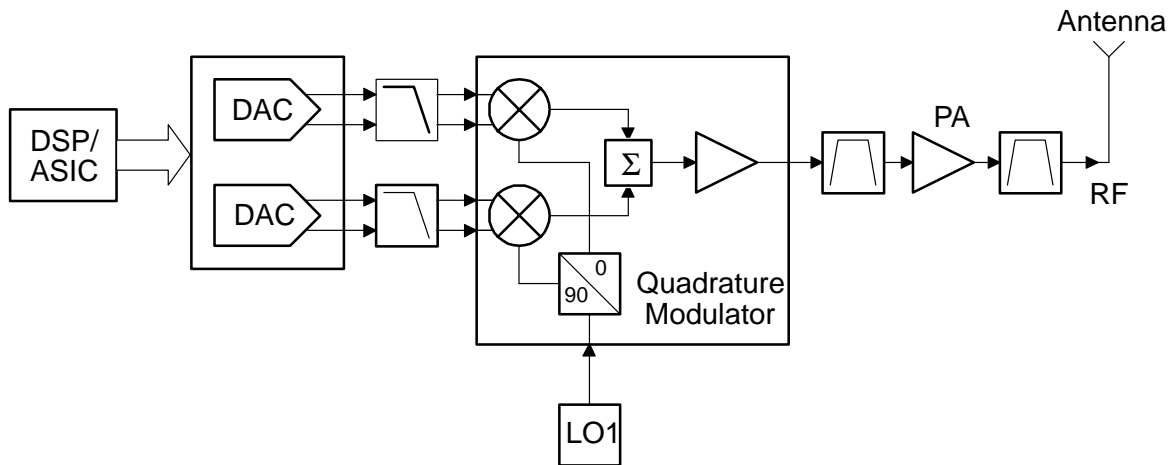 Antenna
DSP/
ASIC
DAC
PA
Σ
DAC
RF
0
90
Quadrature
Modulator
LO1